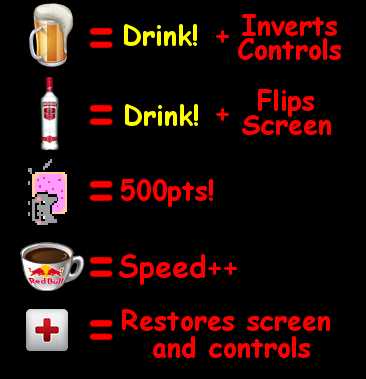 = Drink! + Inverts
Controls
= Drink! + Flips
Screen
= 500pts!
Red Bull
= Speed++
= Restores screen
and controls